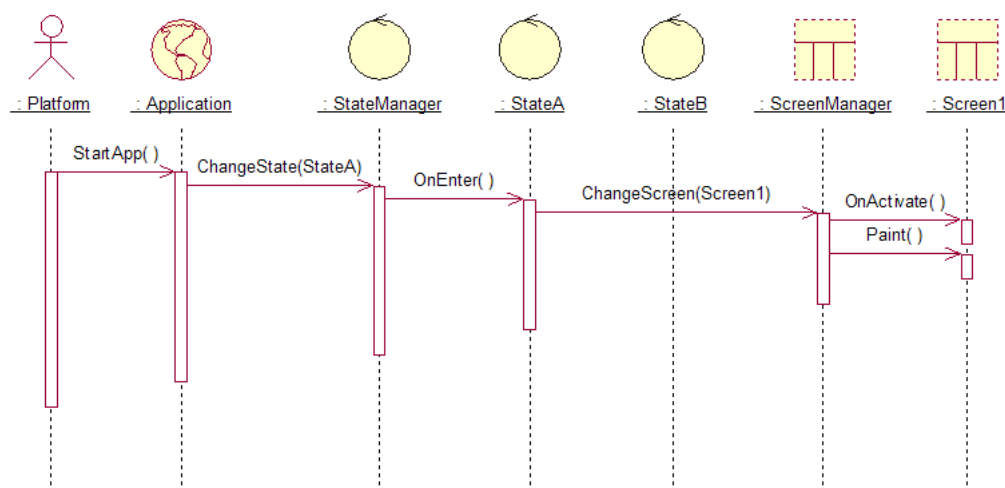 : Platform
: Application
: StateManager
: StateA
: StateB
: ScreenManager
: Screen1
StartApp( )
ChangeState(StateA)
OnEnter( )
ChangeScreen(Screen1)
OnActivate( )
Paint( )